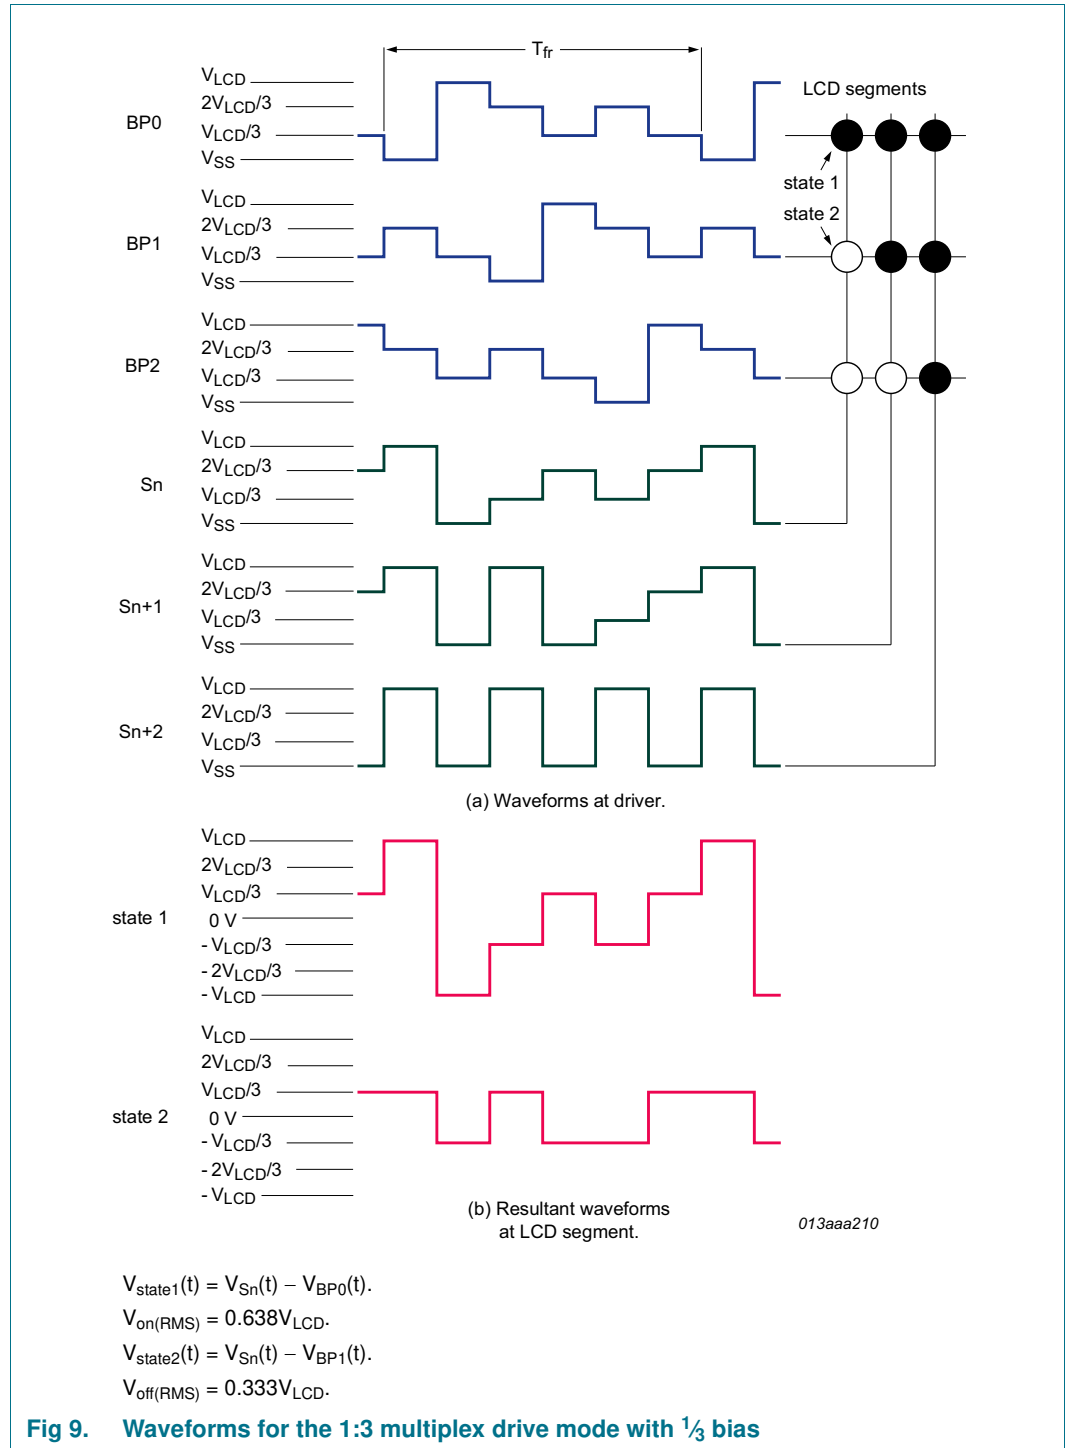 Tfr
VLCD
2VLCD/3
BP0
VLCD/3
VSS
LCD segments
state 1
state 2
VLCD
2VLCD/3
BP1
VLCD/3
VSS
VLCD
2VLCD/3
BP2
VLCD/3
VSS
VLCD
2VLCD/3
Sn
VLCD/3
VSS
VLCD
2VLCD/3
Sn+1
VLCD/3
VSS
VLCD
2VLCD/3
Sn+2
VLCD/3
VSS
(a) Waveforms at driver.
VLCD
2VLCD/3
VLCD/3
state 1
0 V
- VLCD/3
- 2VLCD/3
- VLCD
VLCD
2VLCD/3
VLCD/3
state 2
0 V
- VLCD/3
- 2VLCD/3
- VLCD
(b) Resultant waveforms
at LCD segment.
013aaa210
Vstate1(t) = VSn(t) − VBP0(t).
Von(RMS) = 0.638VLCD.
Vstate2(t) = VSn(t) − VBP1(t).
Voff(RMS) = 0.333VLCD.
Fig 9. Waveforms for the 1:3 multiplex drive mode with 1⁄3 bias